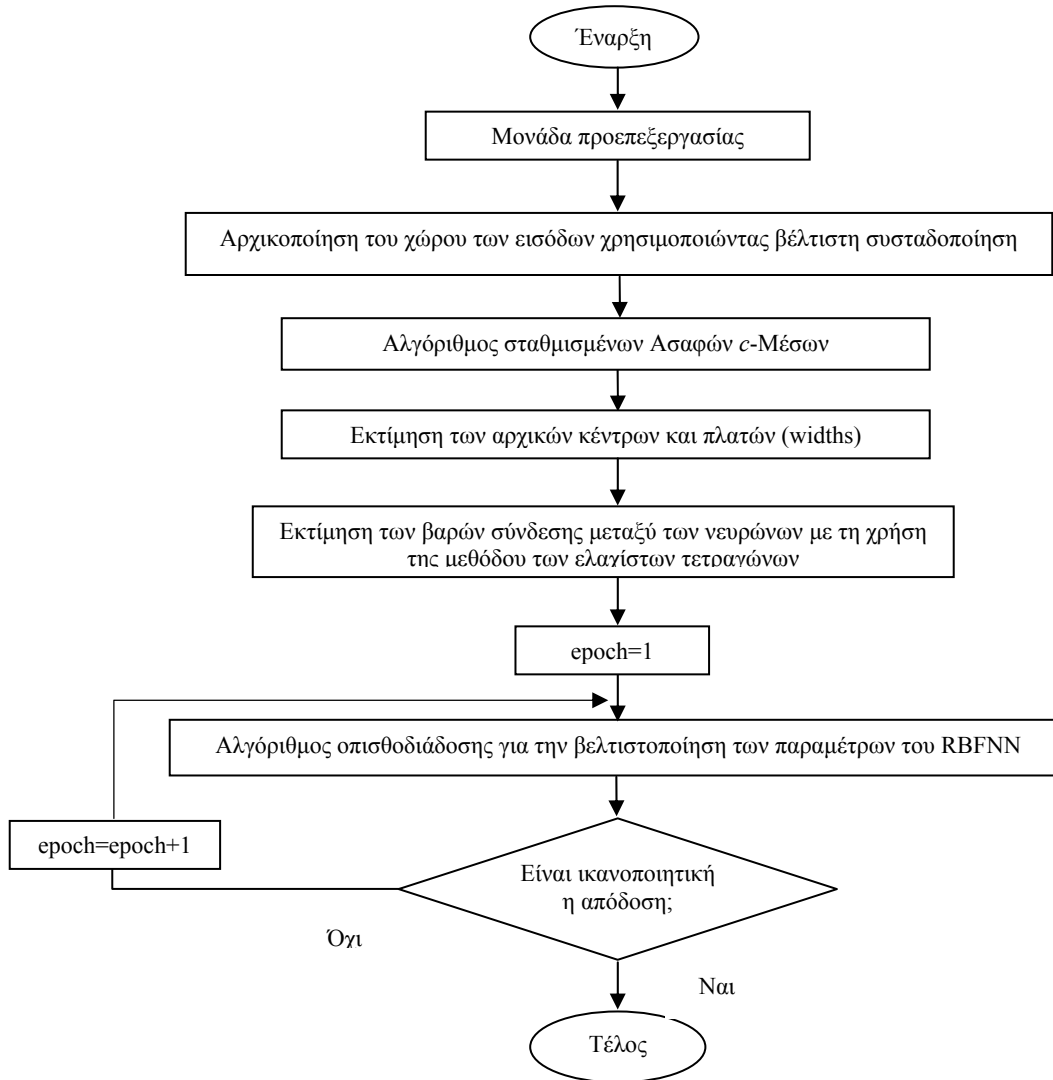 Έναρξη
Μονάδα προεπεξεργασίας
Αρχικοποίηση του χώρου των εισόδων χρησιμοποιώντας βέλτιστη συσταδοποίηση
Αλγόριθμος σταθμισμένων Ασαφών c-Μέσων
Εκτίμηση των αρχικών κέντρων και πλατών (widths)
Εκτίμηση των βαρών σύνδεσης μεταξύ των νευρώνων με τη χρήση
της μεθόδου των ελαχίστων τετραγώνων
epoch=1
Αλγόριθμος οπισθοδιάδοσης για την βελτιστοποίηση των παραμέτρων του RBFNN
epoch=epoch+1
Είναι ικανοποιητική
η απόδοση;
Όχι
Ναι
Τέλος